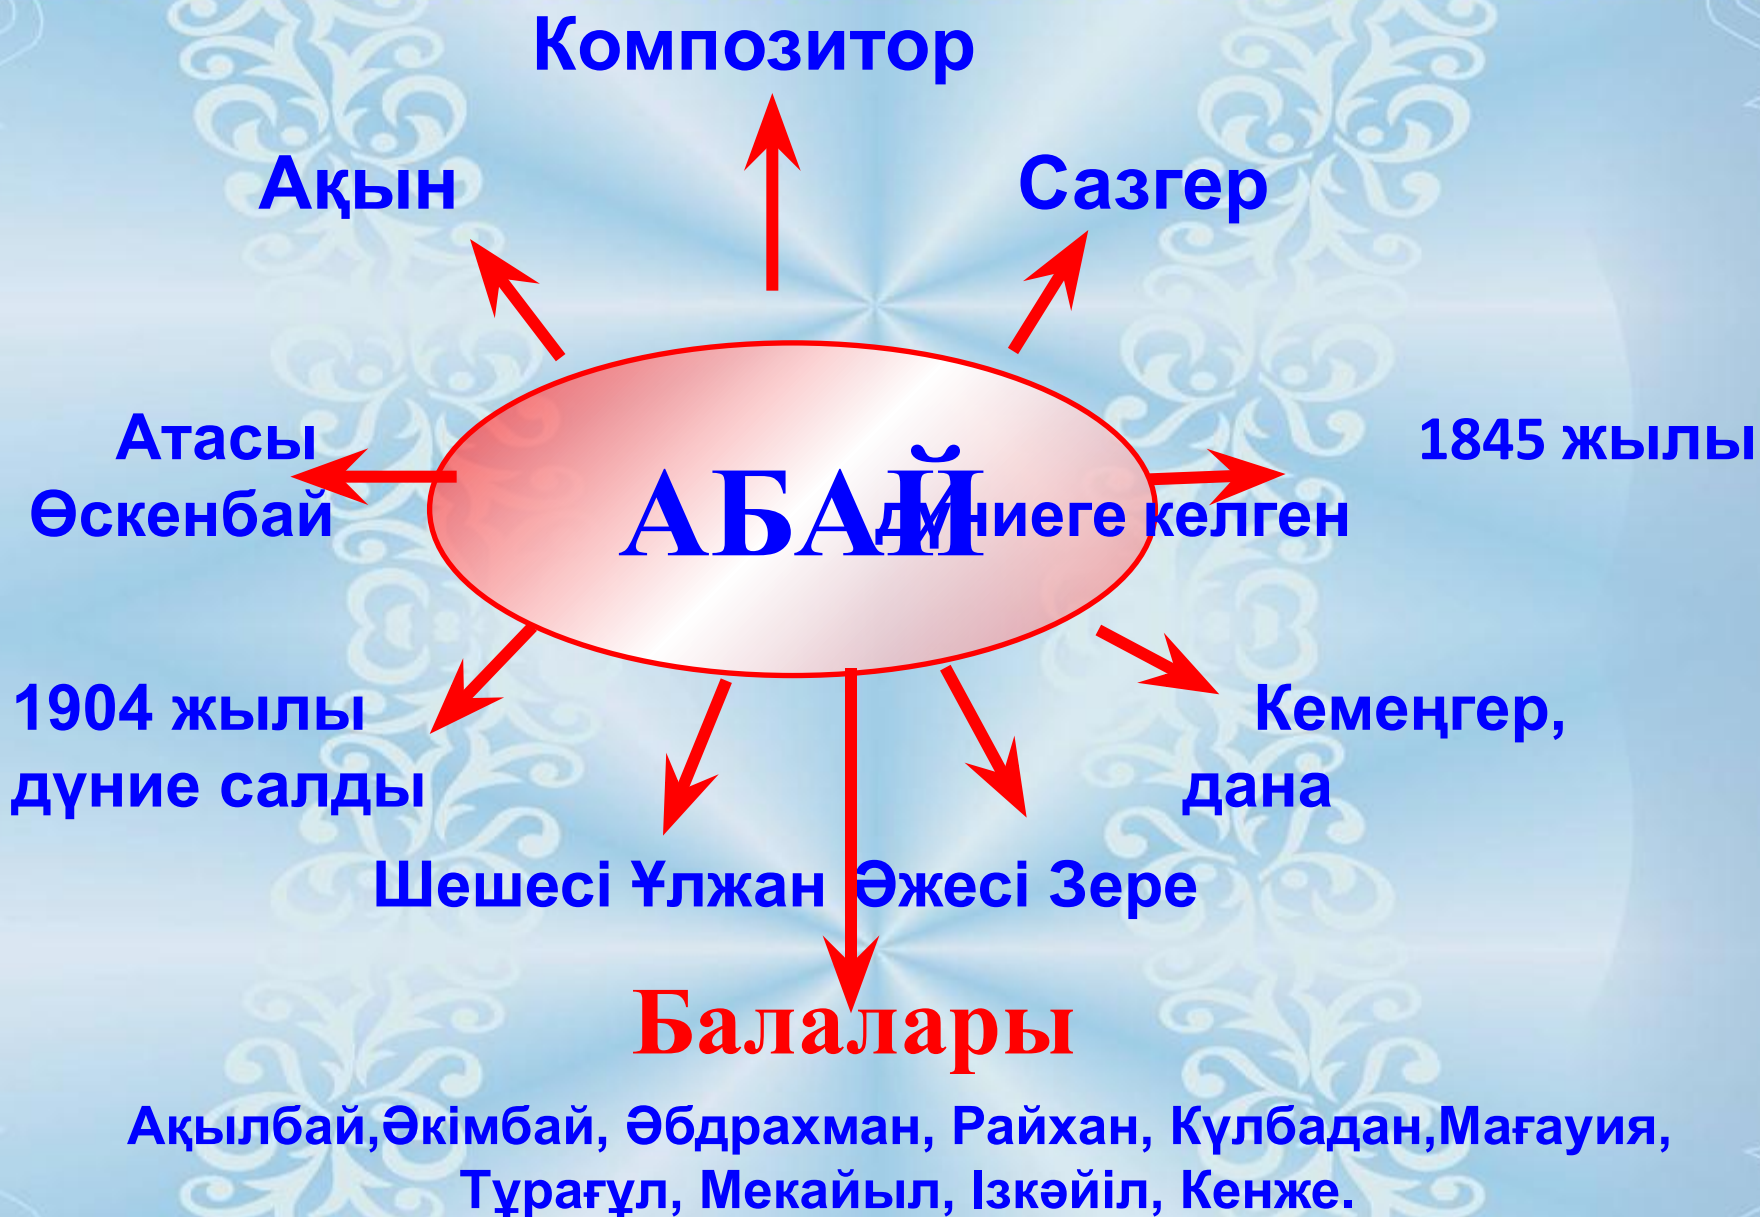 Композитор
Ақын
Сазгер
Атасы
Өскенбай
АБАЙ
1845 жылы
дүниеге келген
1904 жылы
дүние салды
Кемеңгер,
дана
Шешесі Ұлжан Әжесі Зере
Балалары
Ақылбай,Әкімбай, Әбдрахман, Райхан, Күлбадан,Мағауия,
Тұрағұл, Мекайыл, Ізкәйіл, Кенже.